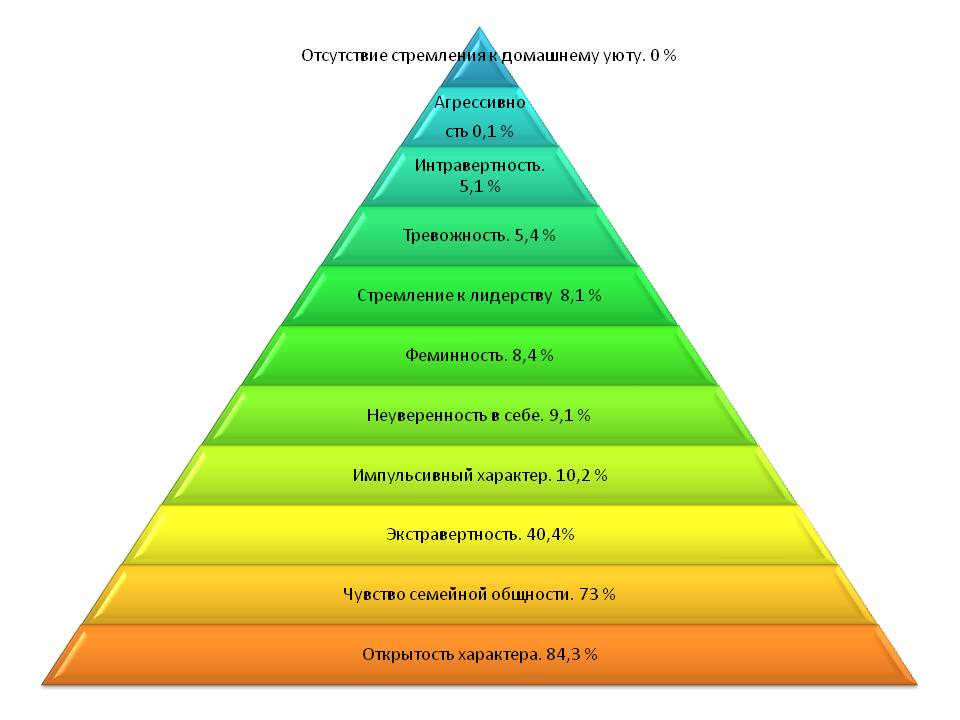 Отсутствие стремления к домашнему уюту. 0 %
Агрессивно
сть 0,1 %
Интравертность.
5,1 %
Тревожность. 5,4 %
Стремление к лидерству  8,1 %
Феминность. 8,4 %
Неуверенность в себе. 9,1 %
Импульсивный характер. 10,2 %
Экстравертность. 40,4%
Чувство семейной общности. 73 %
Открытость характера. 84,3 %